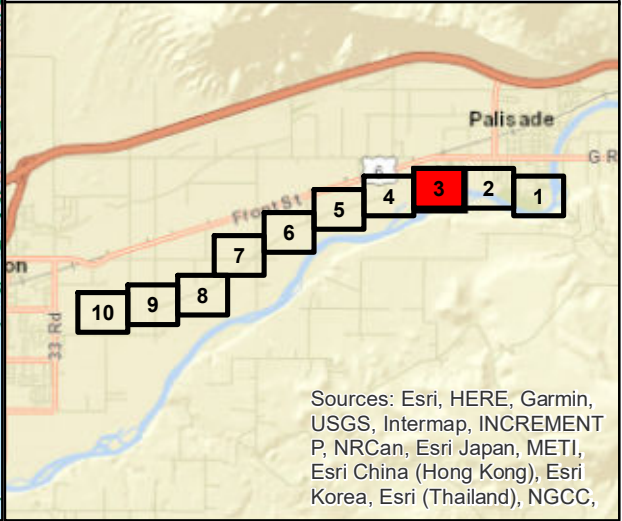 Palisade
G R
6
3
2
1
4
5
Front St
6
7
8
9
10
on
33 Rd
Sources: Esri, HERE, Garmin,
USGS, Intermap, INCREMENT
P, NRCan, Esri Japan, METI,
Esri China (Hong Kong), Esri
Korea, Esri (Thailand), NGCC,